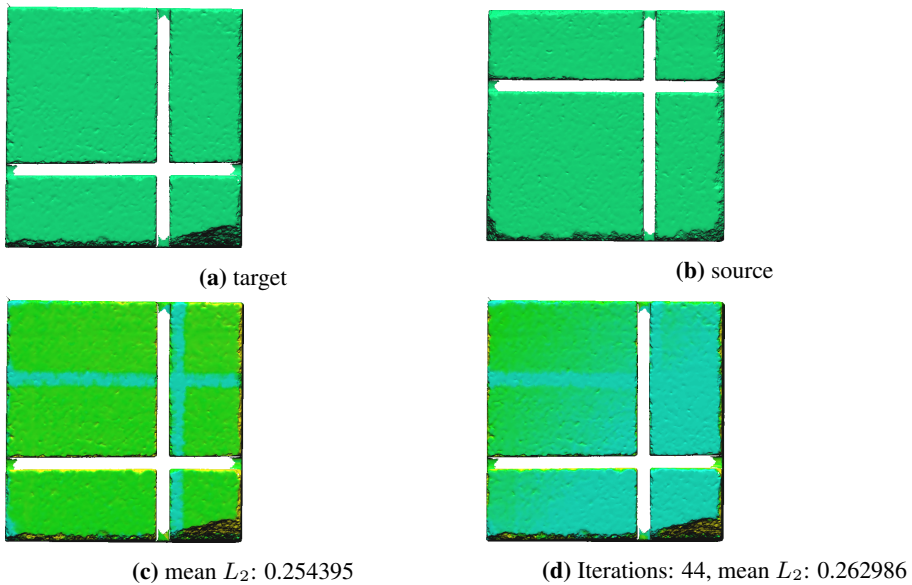 (a) target
(b) source
(c) mean L₂: 0.254395
(d) Iterations: 44, mean L₂: 0.262986